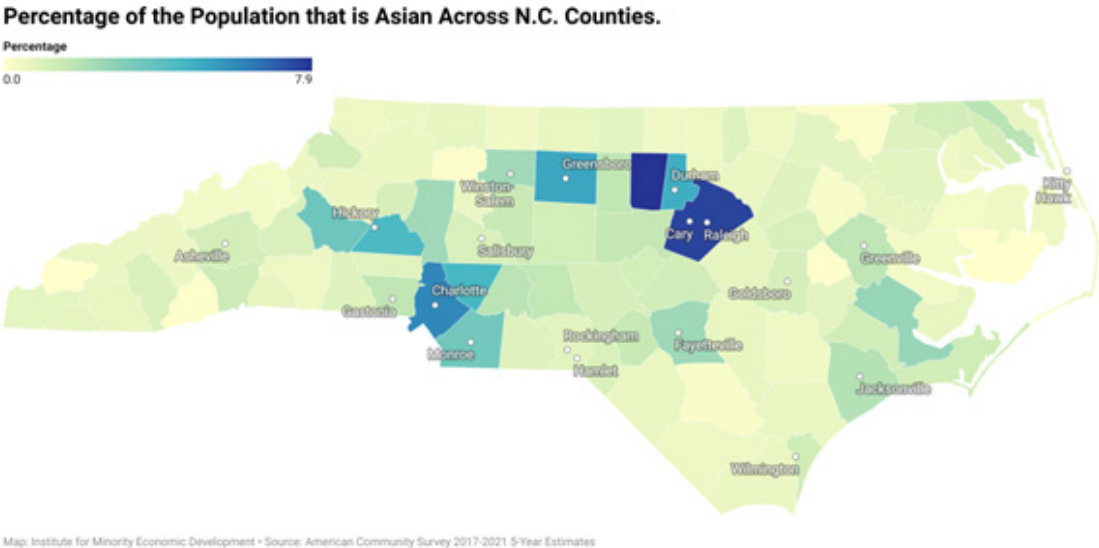 Percentage of the Population that is Asian Across N.C. Counties.
Percentage
0.0 7.9
Greensboro
Durham
Winston-
Salem
Kitty
Hawk
Hickory
Cary Raleigh
Salisbury
Asheville
Greenville
Charlotte
Goldsboro
Gastonia
Rockingham
Fayetteville
Monroe
Hamlet
Jacksonville
Wilmington
Map: Institute for Minority Economic Development • Source: American Community Survey 2017-2021 5-Year Estimates